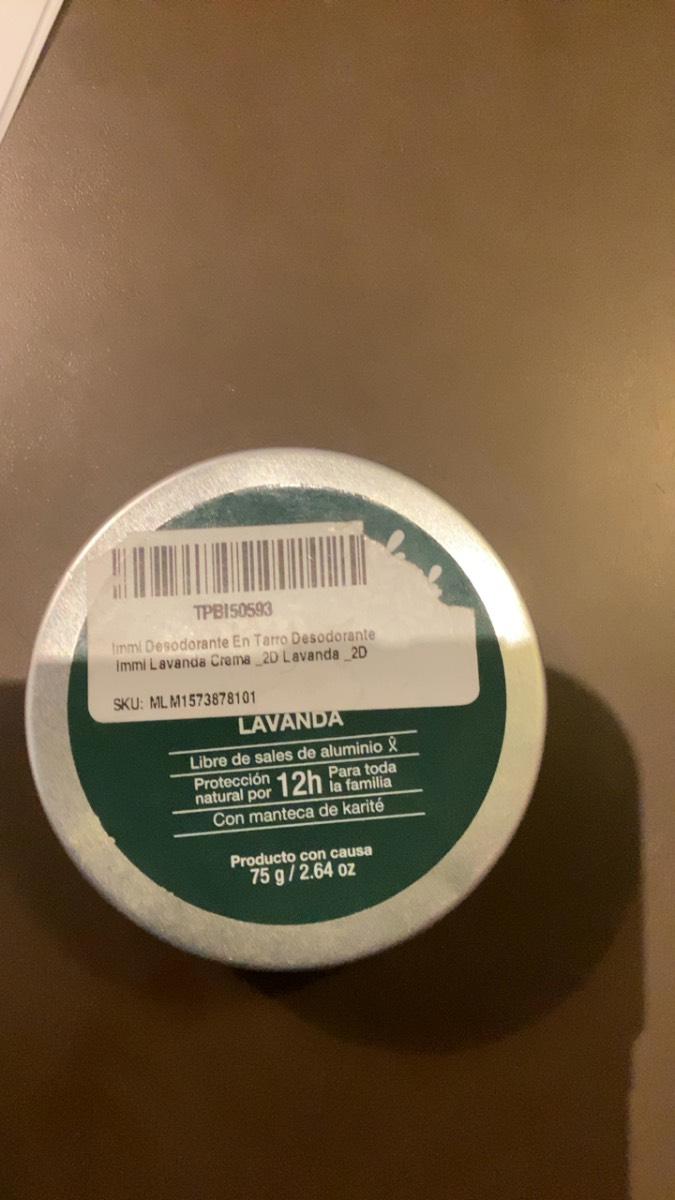 TPBI50593
Immi Desodorante En Tarro Desodorante
Immi Lavanda Crema _2D Lavanda _2D
SKU: MLM1573878101
LAVANDA
Libre de sales de aluminio
Protección natural por 12h Para toda la familia
Con manteca de karité
Producto con causa
75 g / 2.64 oz